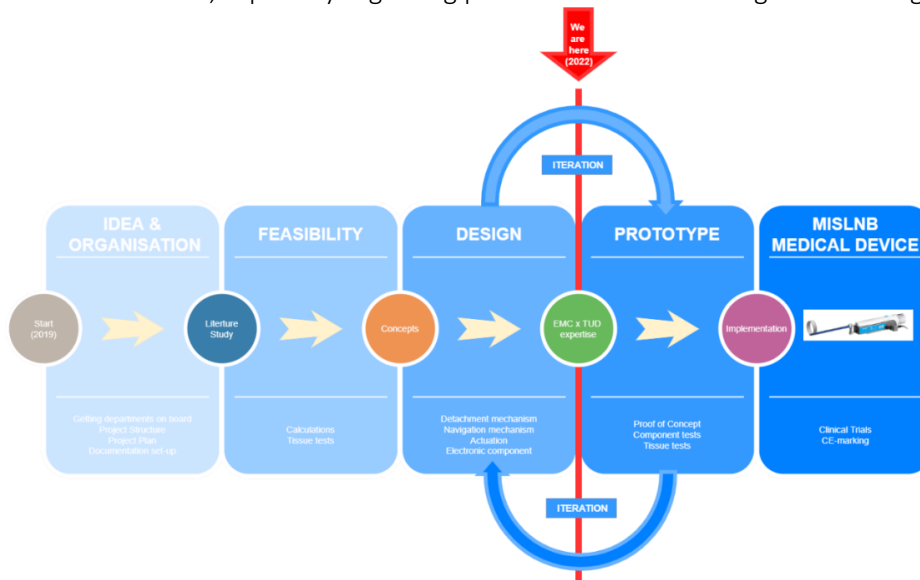 We
are
here
(2022)
ITERATION
IDEA &
ORGANISATION
FEASIBILITY
DESIGN
PROTOTYPE
MISLNB
MEDICAL DEVICE
Start
(2019)
Literture
Study
Concepts
EMC x TUD
expertise
Implementation
Getting departments on board
Project Structure
Project Plan
Documentation set-up
Calculations
Tissue tests
Detachment mechanism
Navigation mechanism
Actuation
Electronic component
Proof of Concept
Component tests
Tissue tests
Clinical Trials
CE-marking
ITERATION